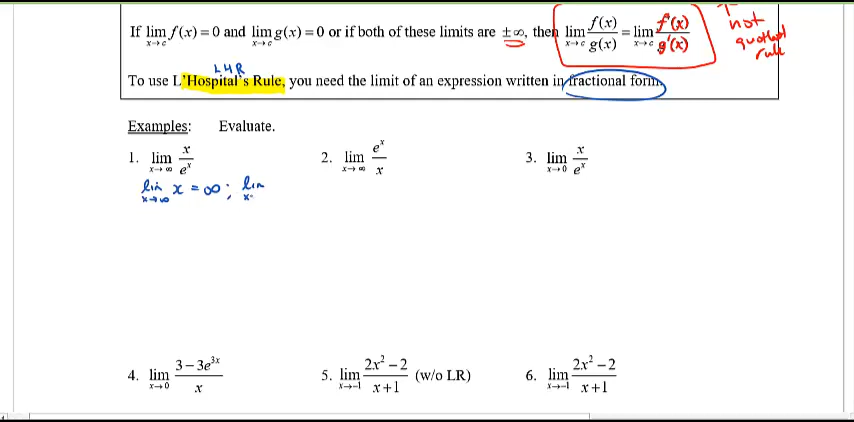 If lim x→c f(x) = 0 and lim x→c g(x) = 0 or if both of these limits are ±∞, then lim x→c f(x)/g(x) = lim x→c f'(x)/g'(x)
not
quotient
rule
LHR
To use L'Hospital's Rule, you need the limit of an expression written in fractional form.
Examples: Evaluate.
1. lim x→∞ x/e^x
2. lim x→∞ e^x/x
3. lim x→0 x/e^x
lim x→∞ x = ∞ ; lim x→
4. lim x→0 (3 − 3e^3x)/x
5. lim x→−1 (2x² − 2)/(x + 1) (w/o LR)
6. lim x→−1 (2x² − 2)/(x + 1)